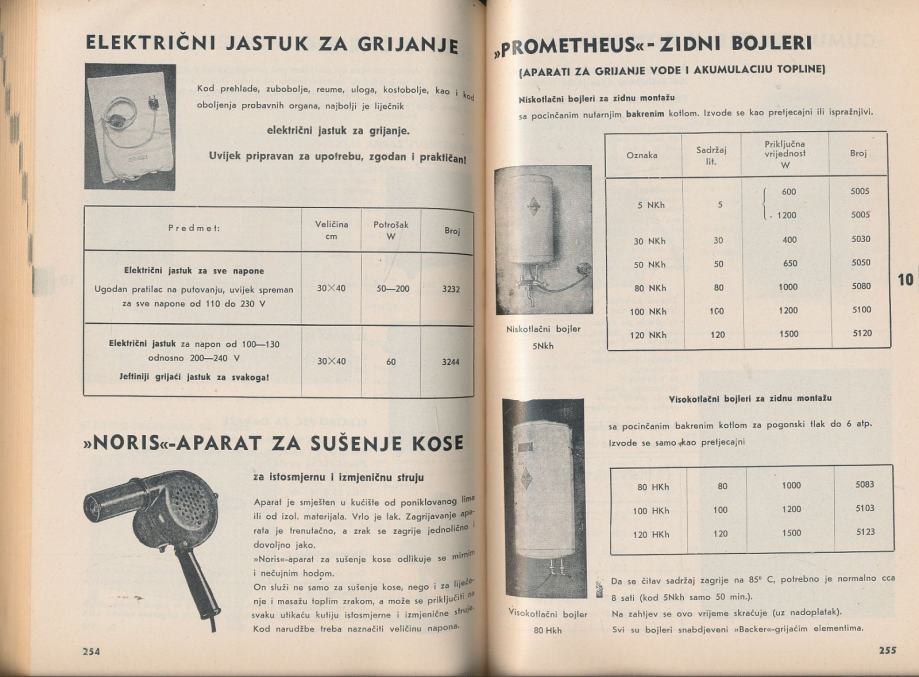 ELEKTRIČNI JASTUK ZA GRIJANJE
Kod prehlade, zubobolje, reume, uloga, kostobolje, kao i kod
oboljenja probavnih organa, najbolji je liječnik
električni jastuk za grijanje.
Uvijek pripravan za upotrebu, zgodan i praktičan!
Predmet: Veličina cm Potrošak W Broj
Električni jastuk za sve napone
Ugodan pratilac na putovanju, uvijek spreman
za sve napone od 110 do 230 V
30×40 50—200 3232
Električni jastuk za napon od 100—130
odnosno 200—240 V
Jeftiniji grijaći jastuk za svakoga!
30×40 60 3244
»NORIS«-APARAT ZA SUŠENJE KOSE
za istosmjernu i izmjeničnu struju
Aparat je smješten u kućište od poniklovanog lima
ili od izol. materijala. Vrlo je lak. Zagrijavanje apa-
rata je trenutačno, a zrak se zagrije jednolično i
dovoljno jako.
»Noris«-aparat za sušenje kose odlikuje se mirnim
i nečujnim hodom.
On služi ne samo za sušenje kose, nego i za liječe-
nje i masažu toplim zrakom, a može se priključiti na
svaku utikaću kutiju istosmjerne i izmjenične struje.
Kod narudžbe treba naznačiti veličinu napona.
254
»PROMETHEUS«- ZIDNI BOJLERI
(APARATI ZA GRIJANJE VODE I AKUMULACIJU TOPLINE)
Niskotlačni bojleri za zidnu montažu
sa pocinčanim nutarnjim bakrenim kotlom. Izvode se kao pretjecajni ili ispražnjivi.
Oznaka Sadržaj lit. Priključna vrijednost W Broj
5 NKh 5 600 5005
1200 5005
30 NKh 30 400 5030
50 NKh 50 650 5050
80 NKh 80 1000 5080
100 NKh 100 1200 5100
120 NKh 120 1500 5120
Niskotlačni bojler
5Nkh
10
Visokotlačni bojleri za zidnu montažu
sa pocinčanim bakrenim kotlom za pogonski tlak do 6 atp.
Izvode se samo kao pretjecajni
80 HKh 80 1000 5083
100 HKh 100 1200 5103
120 HKh 120 1500 5123
Visokotlačni bojler
80 Hkh
Da se čitav sadržaj zagrije na 85° C, potrebno je normalno cca
8 sati (kod 5Nkh samo 50 min.).
Na zahtjev se ovo vrijeme skraćuje (uz nadoplatak).
Svi su bojleri snabdjeveni »Backer«-grijaćim elementima.
255